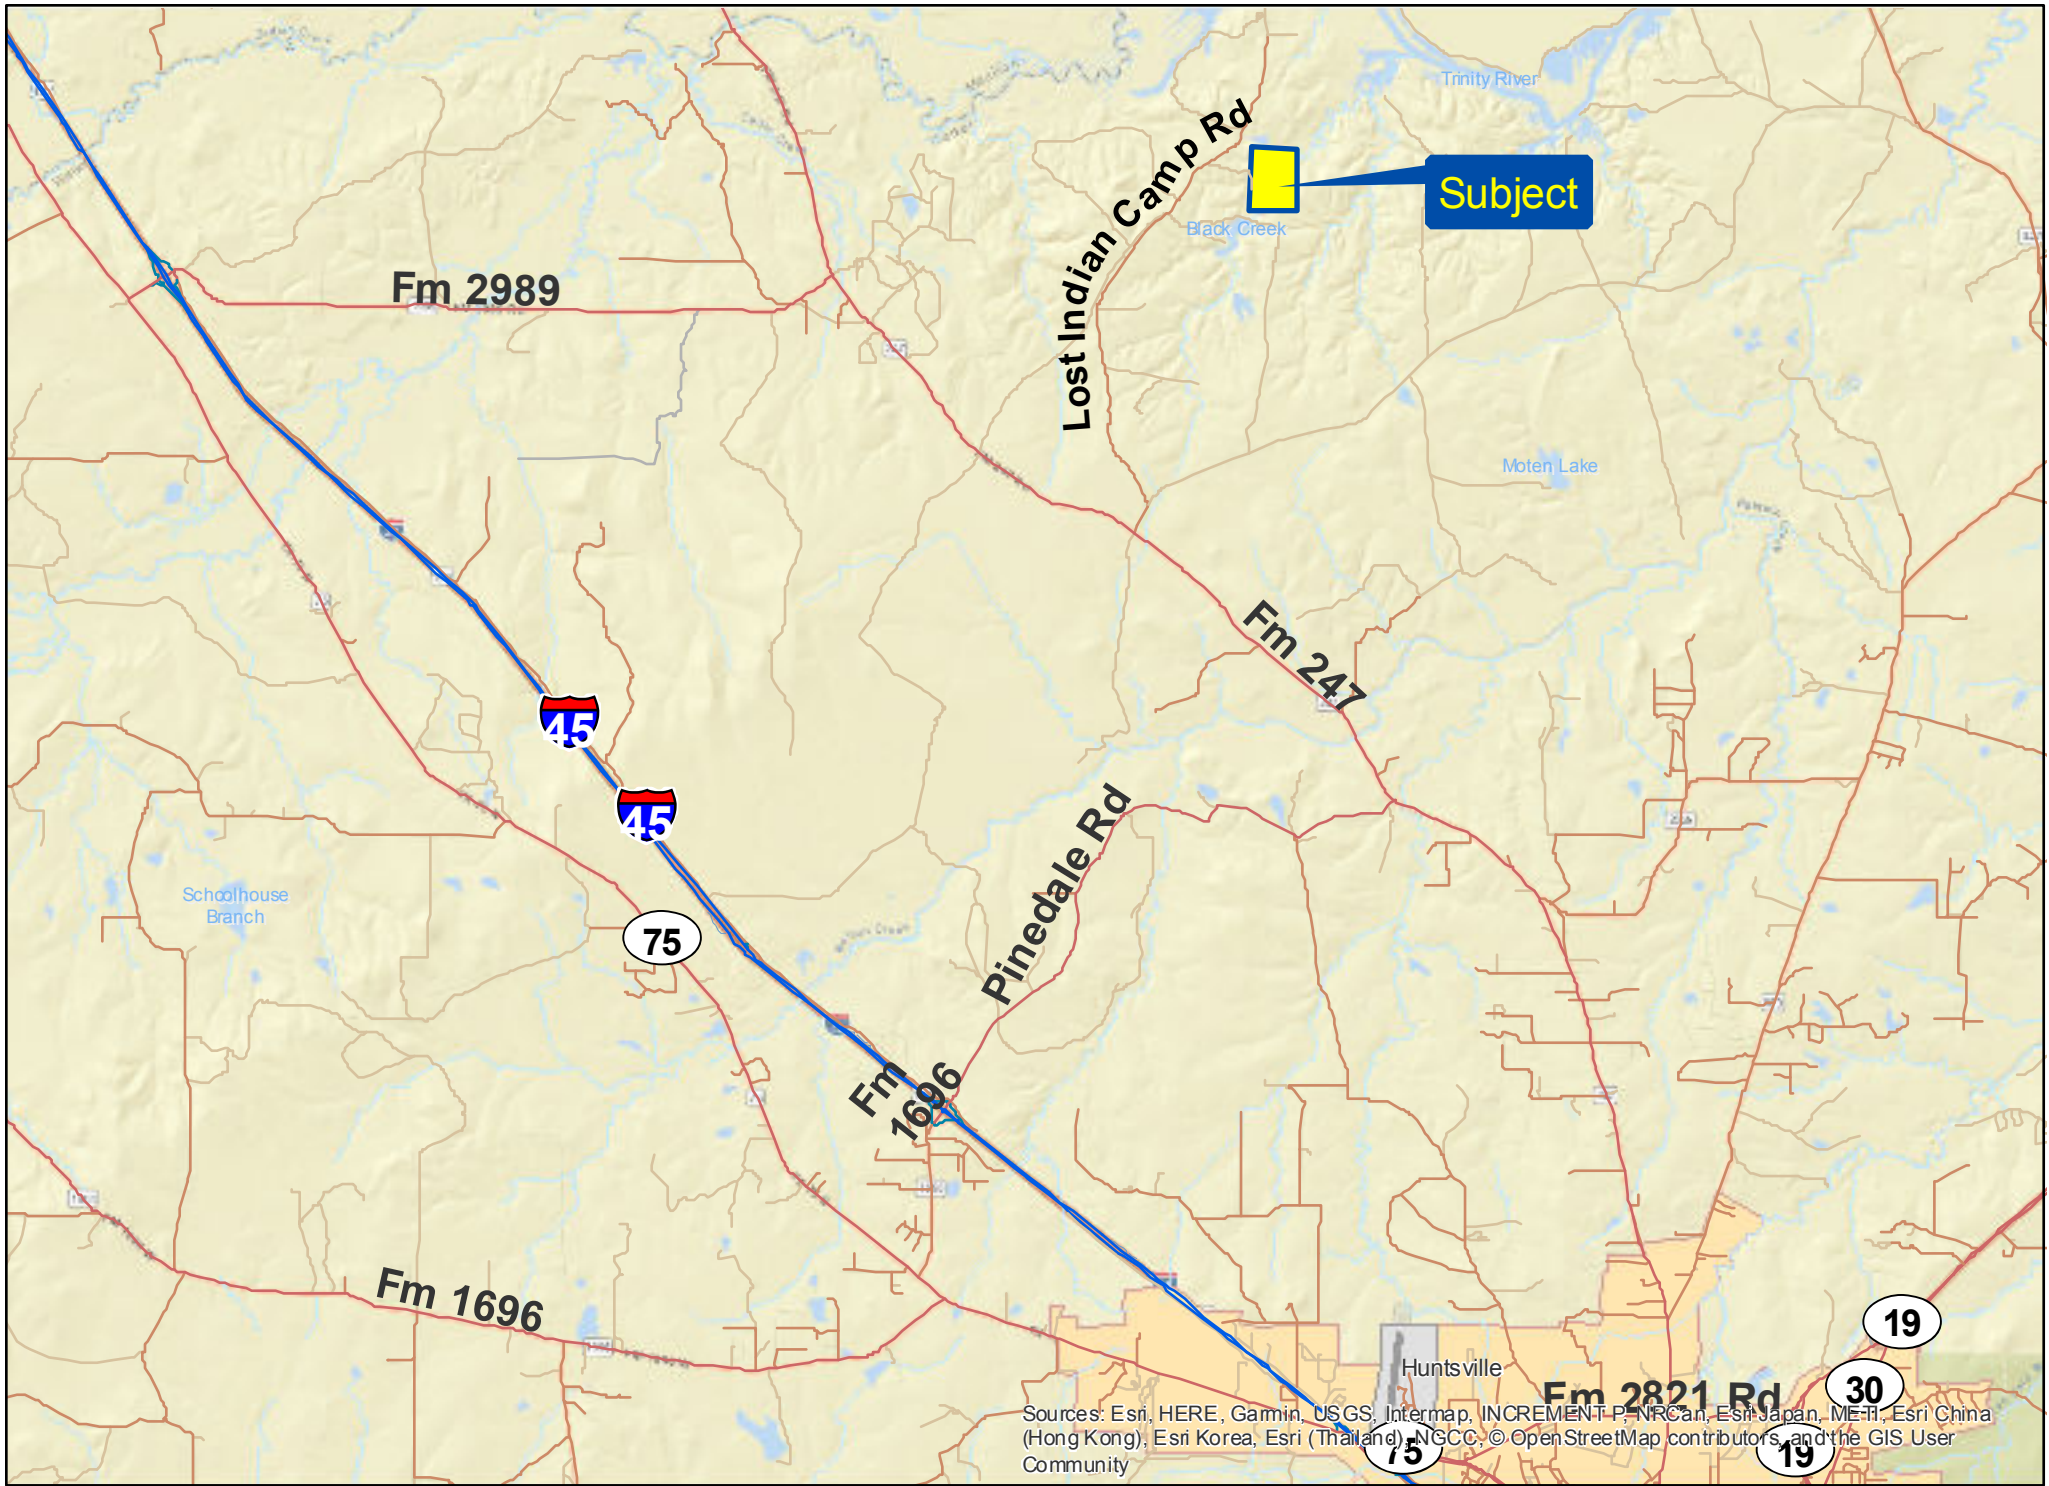 Trinity River
Lost Indian Camp Rd
Subject
Black Creek
Fm 2989
Moten Lake
Fm 247
45
45
Pinedale Rd
Schoolhouse
Branch
75
Fm
1696
Fm 1696
19
Huntsville
30
Fm 2821 Rd
Sources: Esri, HERE, Garmin, USGS, Intermap, INCREMENT P, NRCan, Esri Japan, METI, Esri China
(Hong Kong), Esri Korea, Esri (Thailand), NGCC, © OpenStreetMap contributors, and the GIS User
Community
75
19